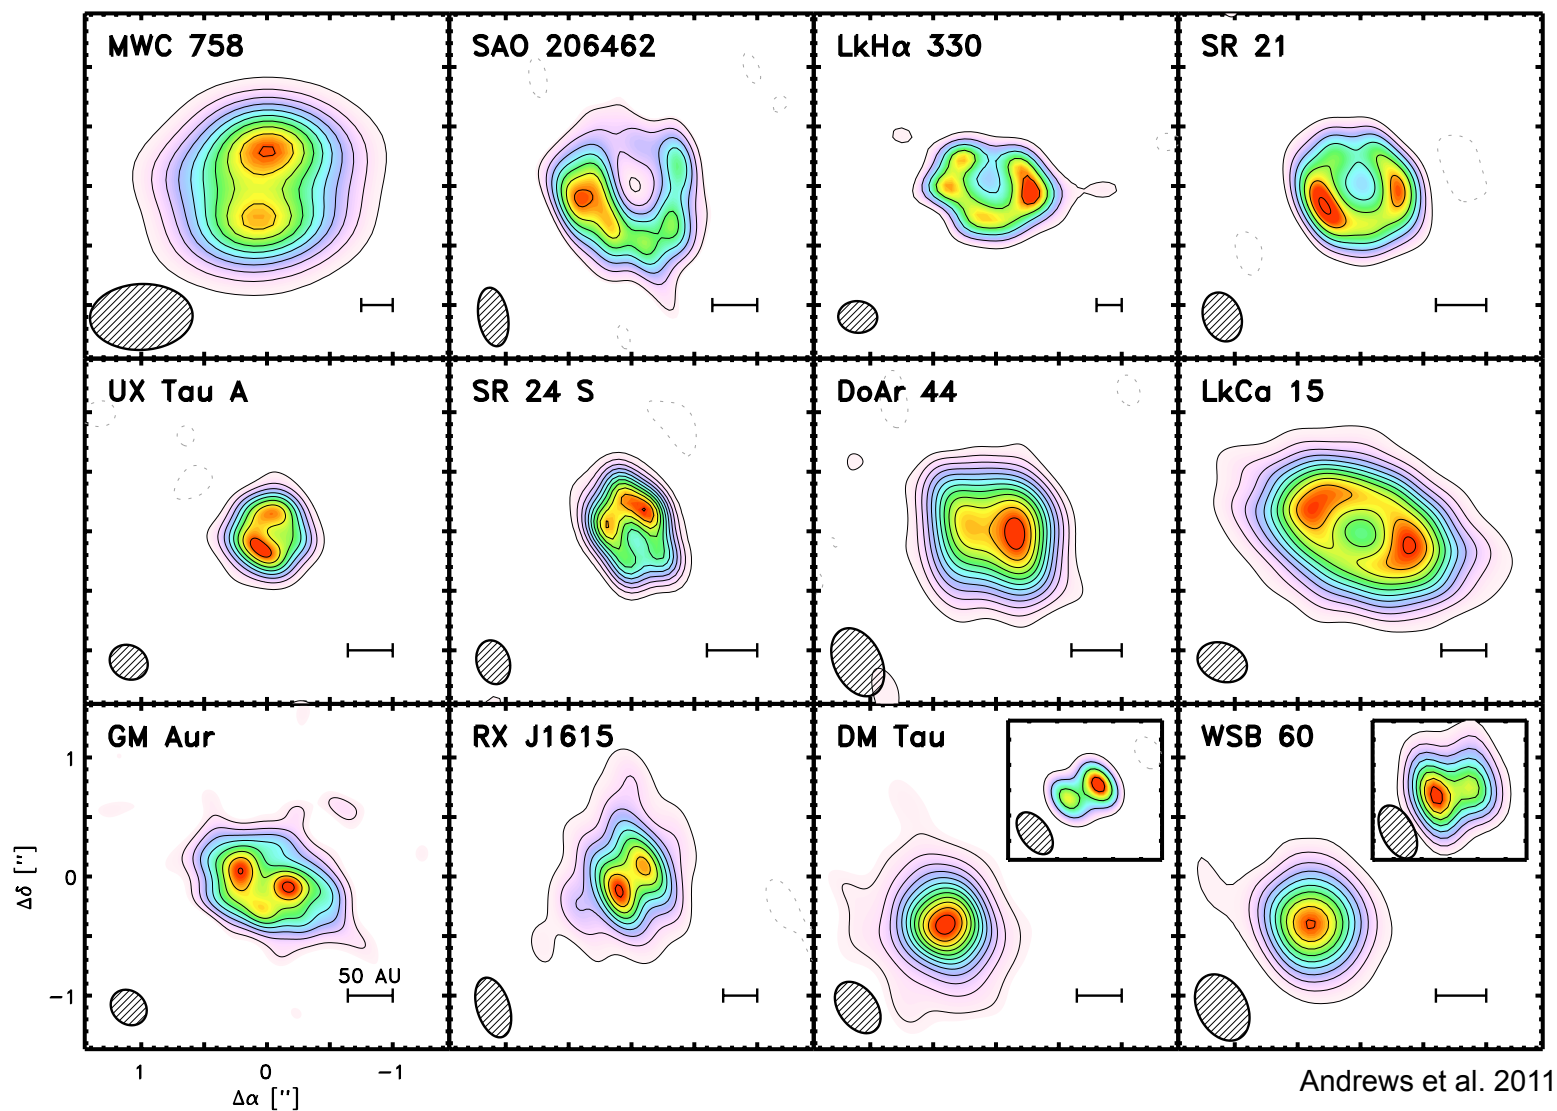 MWC 758
SAO 206462
LkHα 330
SR 21
UX Tau A
SR 24 S
DoAr 44
LkCa 15
GM Aur
RX J1615
DM Tau
WSB 60
50 AU
1
0
−1
Δδ ["]
1
0
−1
Δα ["]
Andrews et al. 2011